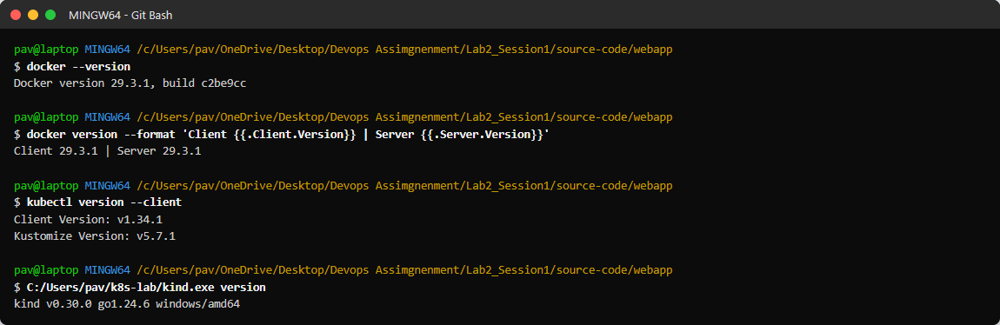 MINGW64 - Git Bash
pav@laptop MINGW64 /c/Users/pav/OneDrive/Desktop/Devops Assimgnenment/Lab2_Session1/source-code/webapp
$ docker --version
Docker version 29.3.1, build c2be9cc
pav@laptop MINGW64 /c/Users/pav/OneDrive/Desktop/Devops Assimgnenment/Lab2_Session1/source-code/webapp
$ docker version --format 'Client {{.Client.Version}} | Server {{.Server.Version}}'
Client 29.3.1 | Server 29.3.1
pav@laptop MINGW64 /c/Users/pav/OneDrive/Desktop/Devops Assimgnenment/Lab2_Session1/source-code/webapp
$ kubectl version --client
Client Version: v1.34.1
Kustomize Version: v5.7.1
pav@laptop MINGW64 /c/Users/pav/OneDrive/Desktop/Devops Assimgnenment/Lab2_Session1/source-code/webapp
$ C:/Users/pav/k8s-lab/kind.exe version
kind v0.30.0 go1.24.6 windows/amd64